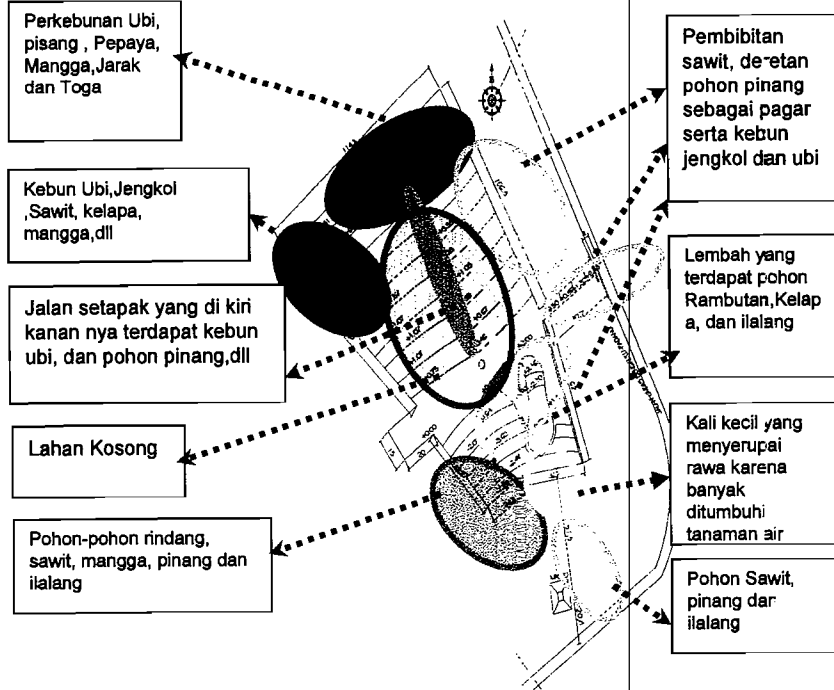 Perkebunan Ubi,
pisang , Pepaya,
Mangga,Jarak
dan Toga
Kebun Ubi,Jengkol
,Sawit, kelapa,
mangga,dll
Jalan setapak yang di kiri
kanan nya terdapat kebun
ubi, dan pohon pinang,dll
Lahan Kosong
Pohon-pohon rindang,
sawit, mangga, pinang dan
ilalang
Pembibitan
sawit, deretan
pohon pinang
sebagai pagar
serta kebun
jengkol dan ubi
Lembah yang
terdapat pohon
Rambutan,Kelap
a, dan ilalang
Kali kecil yang
menyerupai
rawa karena
banyak
ditumbuhi
tanaman air
Pohon Sawit,
pinang dan
ilalang